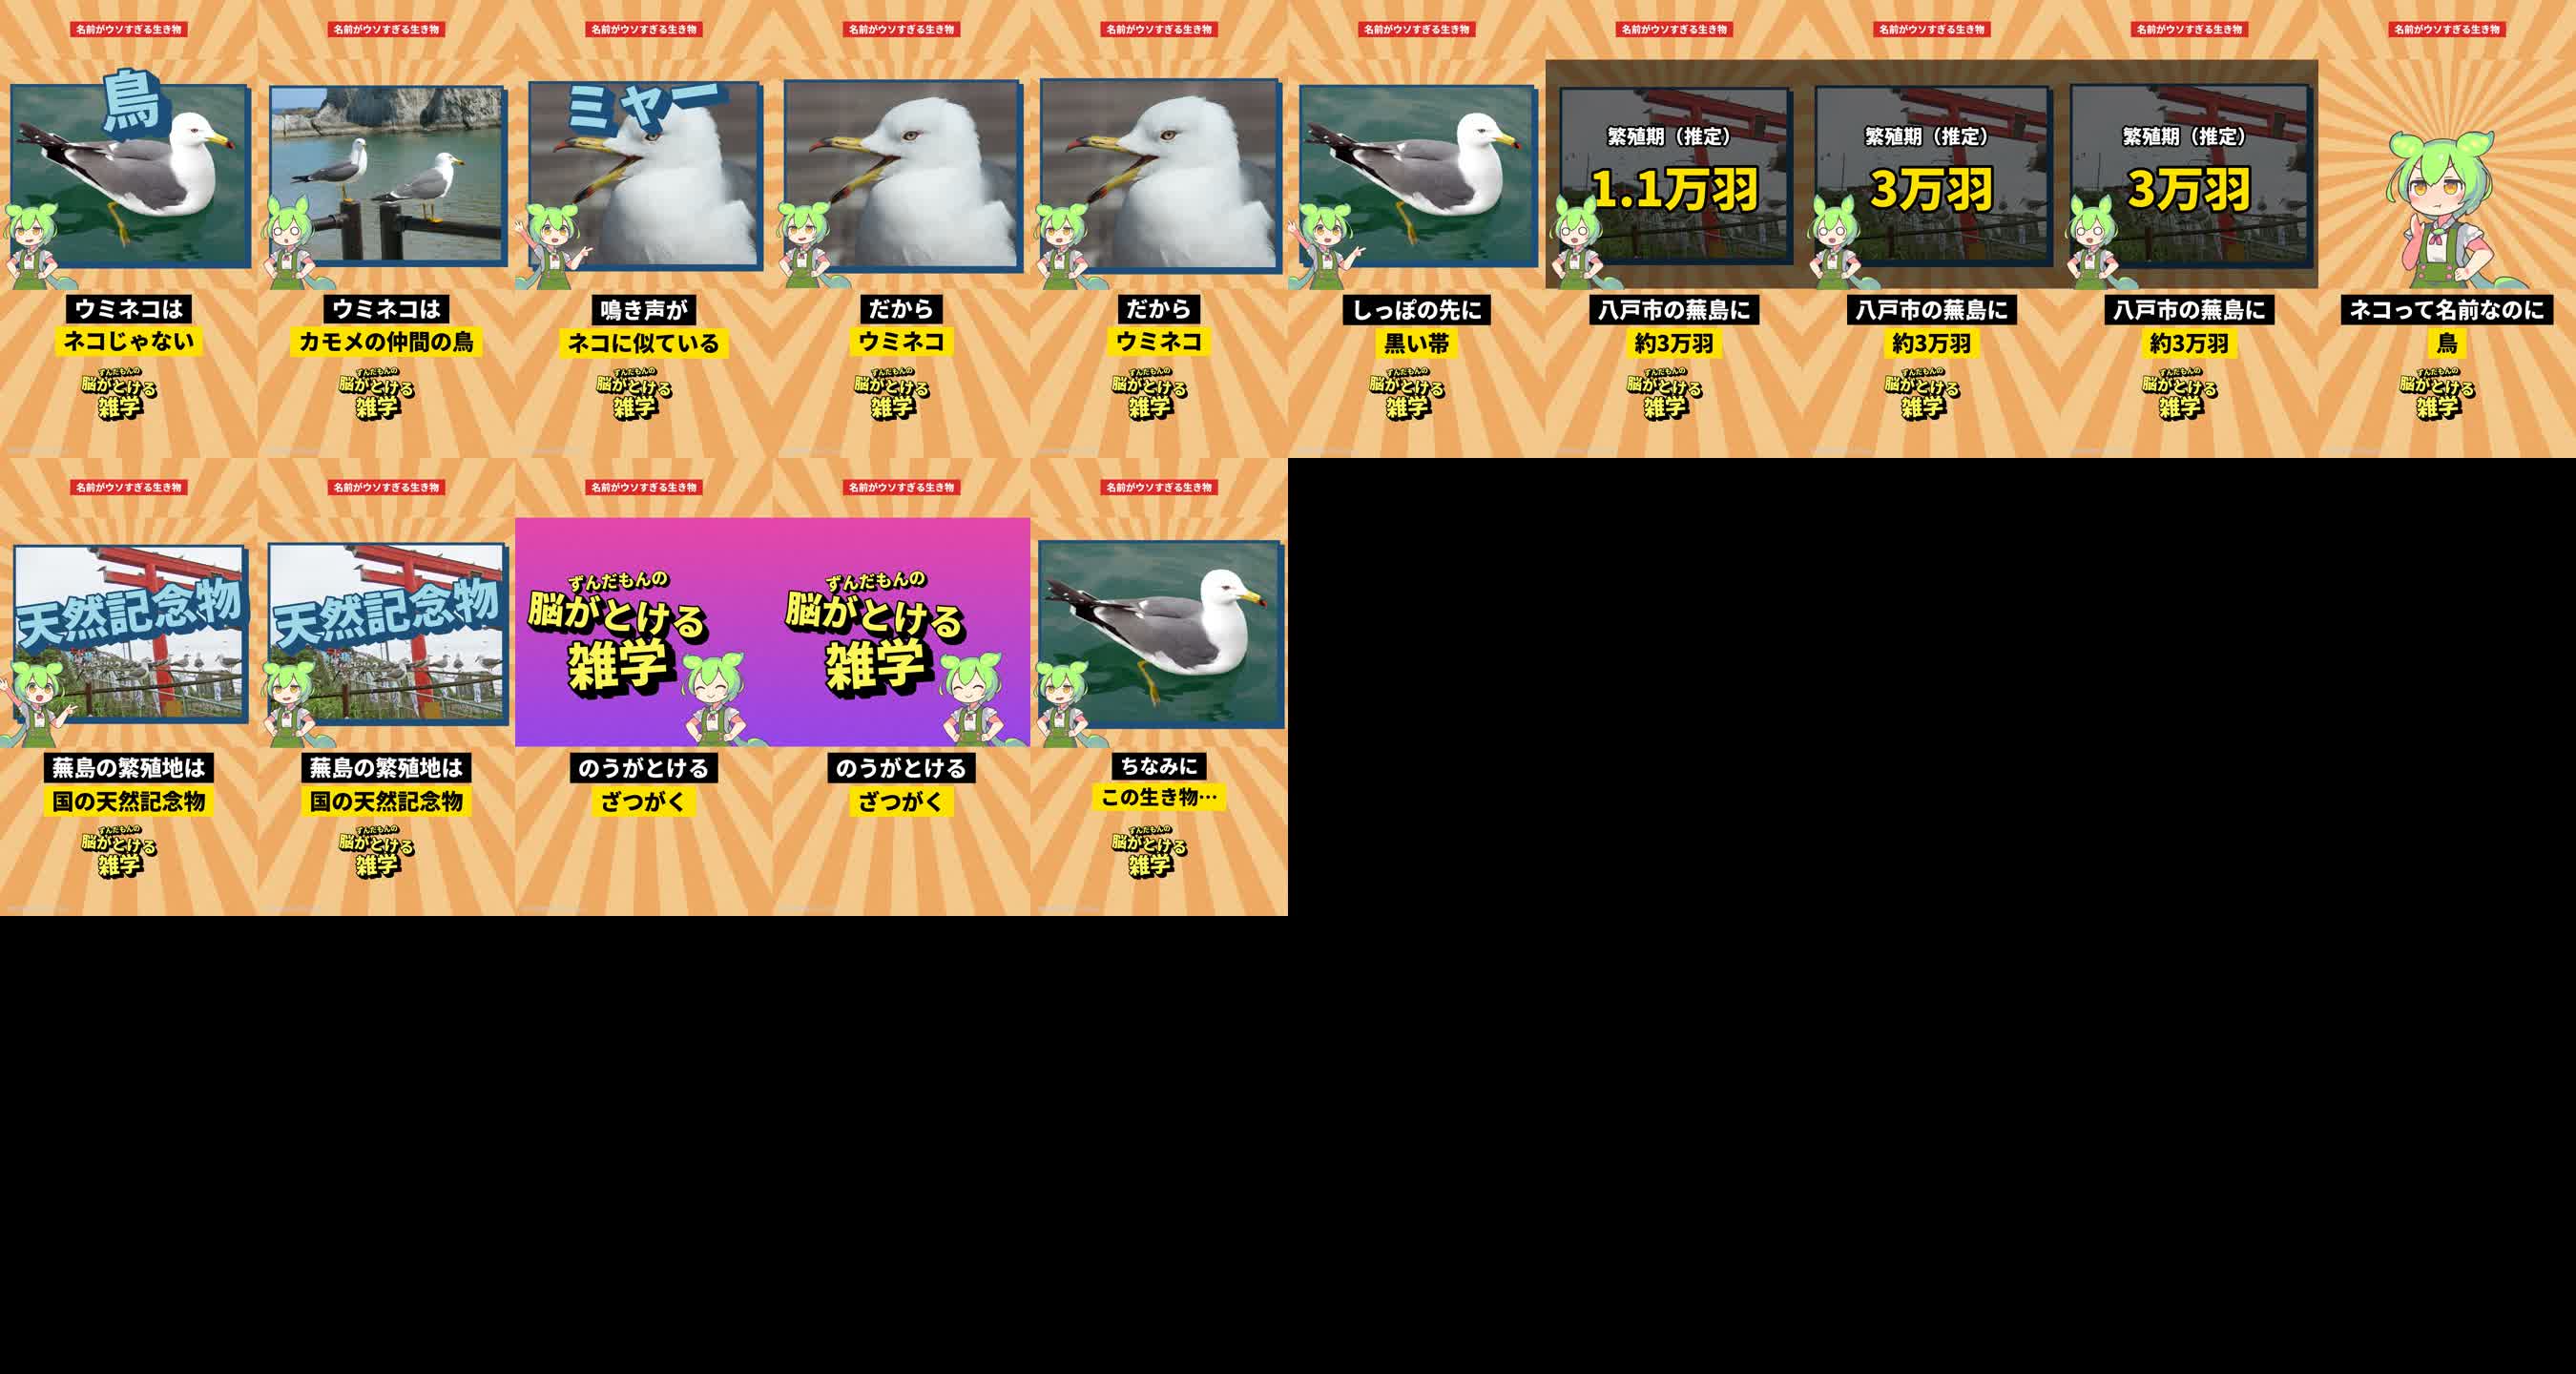 名前がウソすぎる生き物
鳥
ウミネコは
ネコじゃない
ずんだもんの
脳がとける
雑学
名前がウソすぎる生き物
ウミネコは
カモメの仲間の鳥
ずんだもんの
脳がとける
雑学
名前がウソすぎる生き物
ミャー
鳴き声が
ネコに似ている
ずんだもんの
脳がとける
雑学
名前がウソすぎる生き物
だから
ウミネコ
ずんだもんの
脳がとける
雑学
名前がウソすぎる生き物
だから
ウミネコ
ずんだもんの
脳がとける
雑学
名前がウソすぎる生き物
しっぽの先に
黒い帯
ずんだもんの
脳がとける
雑学
名前がウソすぎる生き物
繁殖期（推定）
1.1万羽
八戸市の蕪島に
約3万羽
ずんだもんの
脳がとける
雑学
名前がウソすぎる生き物
繁殖期（推定）
3万羽
八戸市の蕪島に
約3万羽
ずんだもんの
脳がとける
雑学
名前がウソすぎる生き物
繁殖期（推定）
3万羽
八戸市の蕪島に
約3万羽
ずんだもんの
脳がとける
雑学
名前がウソすぎる生き物
ネコって名前なのに
鳥
ずんだもんの
脳がとける
雑学
名前がウソすぎる生き物
天然記念物
蕪島の繁殖地は
国の天然記念物
ずんだもんの
脳がとける
雑学
名前がウソすぎる生き物
天然記念物
蕪島の繁殖地は
国の天然記念物
ずんだもんの
脳がとける
雑学
名前がウソすぎる生き物
ずんだもんの
脳がとける
雑学
のうがとける
ざつがく
名前がウソすぎる生き物
ずんだもんの
脳がとける
雑学
のうがとける
ざつがく
名前がウソすぎる生き物
ちなみに
この生き物…
ずんだもんの
脳がとける
雑学